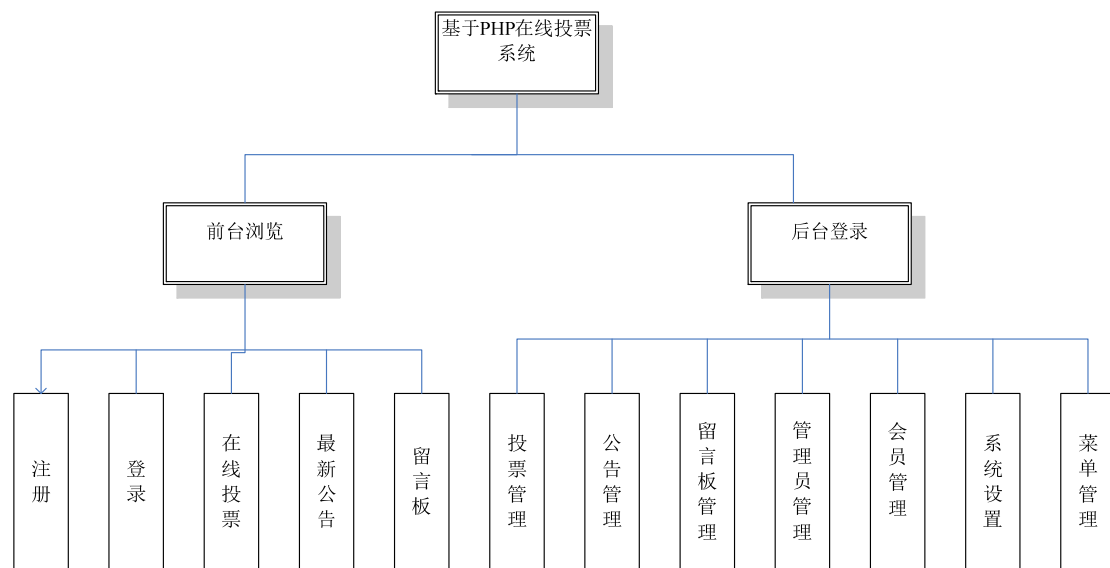 基于PHP在线投票
系统
前台浏览
后台登录
注册
登录
在线投票
最新公告
留言板
投票管理
公告管理
留言板管理
管理员管理
会员管理
系统设置
菜单管理